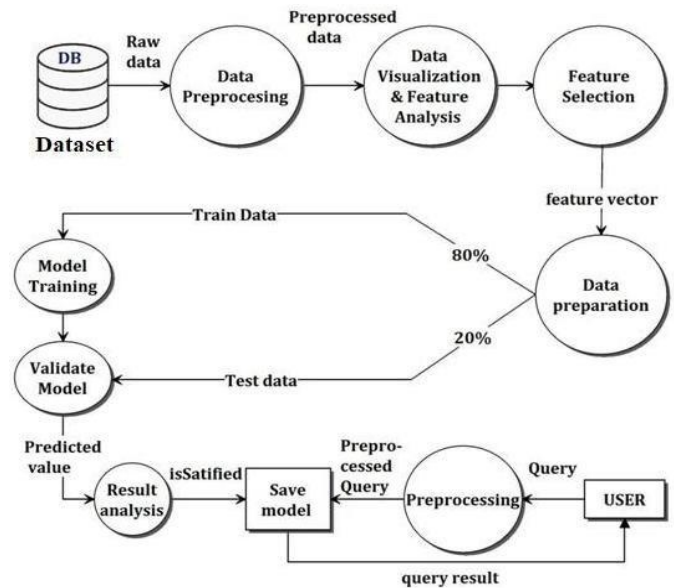 DB
Dataset
Raw
data
Data
Preprocesing
Preprocessed
data
Data
Visualization
& Feature
Analysis
Feature
Selection
feature vector
Data
preparation
80%
Train Data
20%
Test data
Model
Training
Validate
Model
Predicted
value
Result
analysis
isSatified
Save
model
Prepro-
cessed
Query
Preprocessing
Query
USER
query result